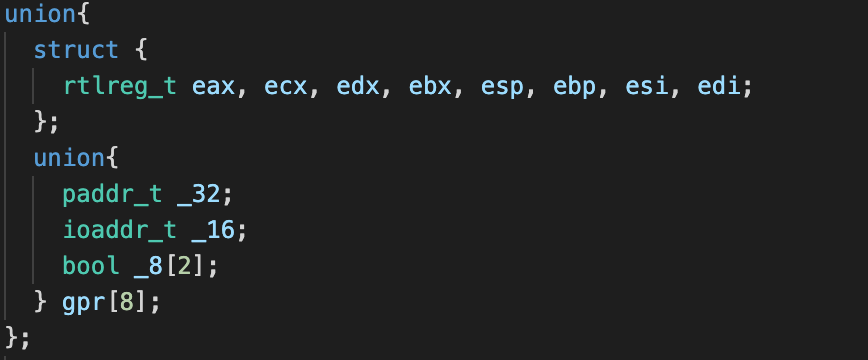 union{
struct {
rtlreg_t eax, ecx, edx, ebx, esp, ebp, esi, edi;
};
union{
paddr_t _32;
ioaddr_t _16;
bool _8[2];
} gpr[8];
};